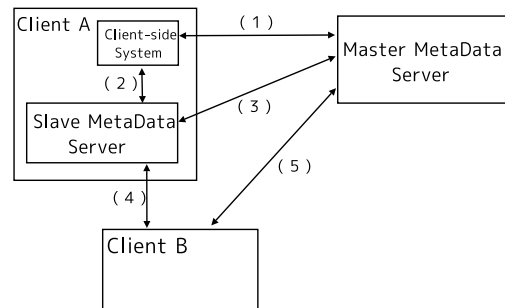 Client A
Client-side
System
( 1 )
Master MetaData
Server
( 2 )
( 3 )
Slave MetaData
Server
( 4 )
( 5 )
Client B